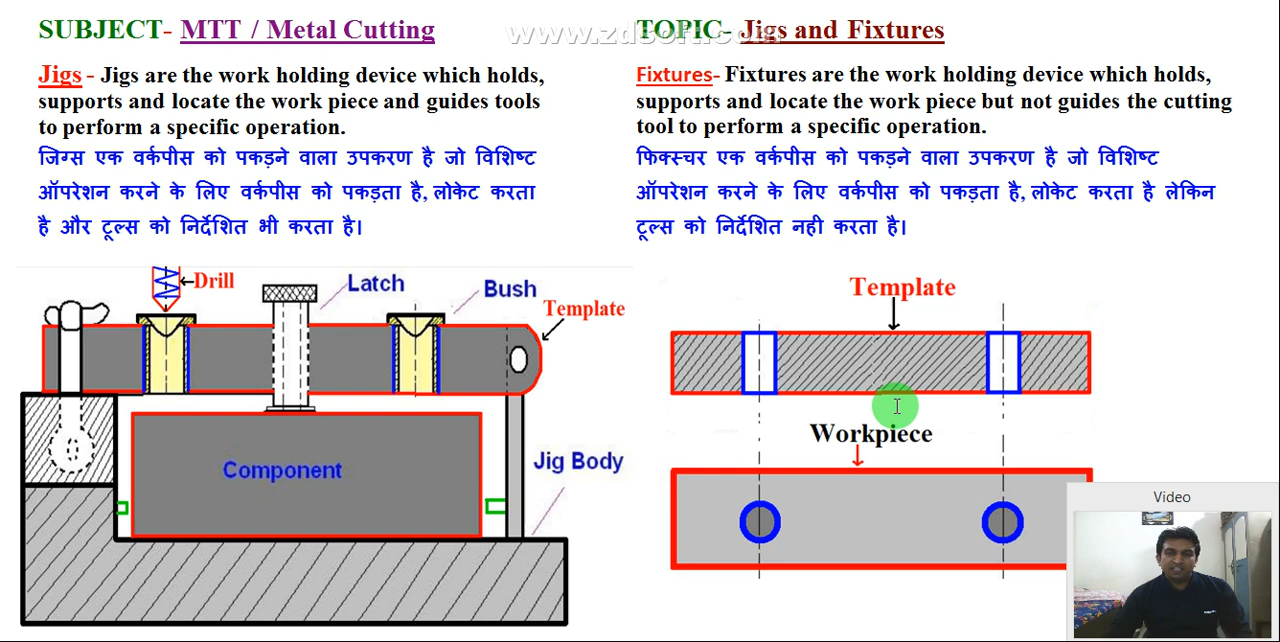 SUBJECT- MTT / Metal Cutting
www.zdsoft.com
TOPIC- Jigs and Fixtures
Jigs - Jigs are the work holding device which holds,
supports and locate the work piece and guides tools
to perform a specific operation.
जिग्स एक वर्कपीस को पकड़ने वाला उपकरण है जो विशिष्ट
ऑपरेशन करने के लिए वर्कपीस को पकड़ता है, लोकेट करता
है और टूल्स को निर्देशित भी करता है।
Fixtures- Fixtures are the work holding device which holds,
supports and locate the work piece but not guides the cutting
tool to perform a specific operation.
फिक्स्चर एक वर्कपीस को पकड़ने वाला उपकरण है जो विशिष्ट
ऑपरेशन करने के लिए वर्कपीस को पकड़ता है, लोकेट करता है लेकिन
टूल्स को निर्देशित नही करता है।
Drill
Latch
Bush
Template
Component
Jig Body
Template
Workpiece
Video